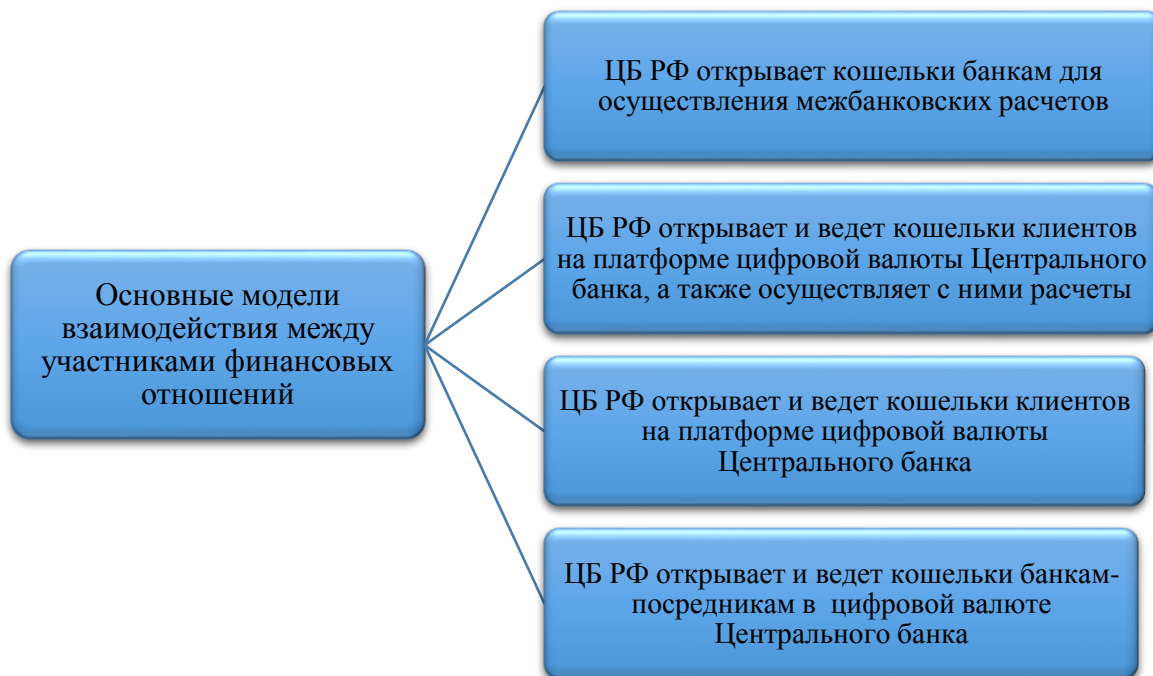 Основные модели
взаимодействия между
участниками финансовых
отношений
ЦБ РФ открывает кошельки банкам для
осуществления межбанковских расчетов
ЦБ РФ открывает и ведет кошельки клиентов
на платформе цифровой валюты Центрального
банка, а также осуществляет с ними расчеты
ЦБ РФ открывает и ведет кошельки клиентов
на платформе цифровой валюты
Центрального банка
ЦБ РФ открывает и ведет кошельки банкам-
посредникам в цифровой валюте
Центрального банка